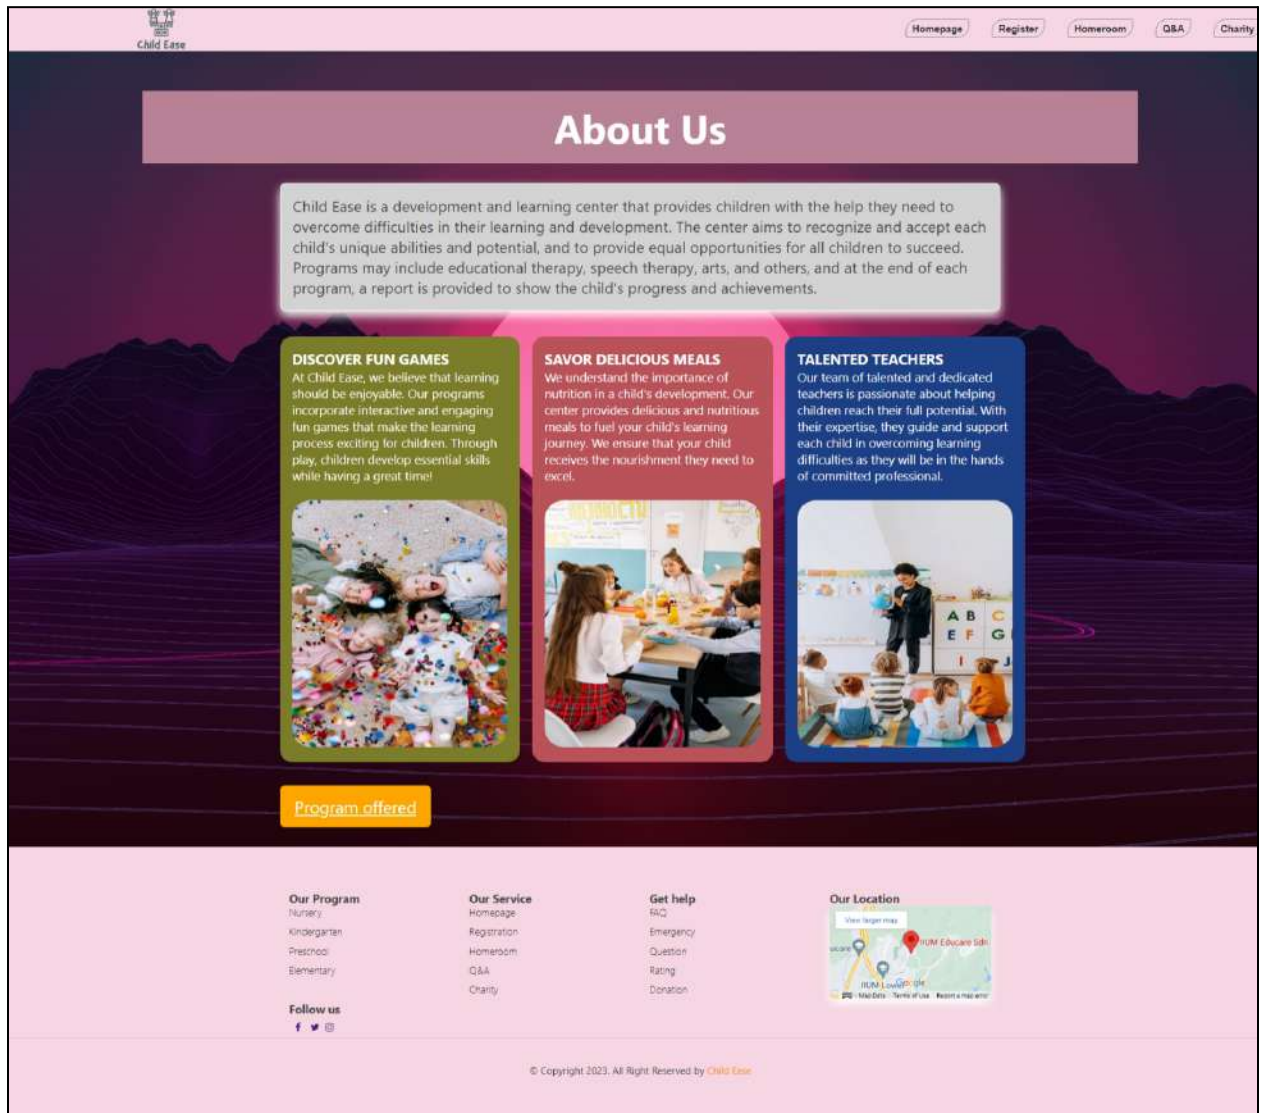 Child Ease
Homepage
Register
Homeroom
Q&A
Charity
About Us
Child Ease is a development and learning center that provides children with the help they need to
overcome difficulties in their learning and development. The center aims to recognize and accept each
child's unique abilities and potential, and to provide equal opportunities for all children to succeed.
Programs may include educational therapy, speech therapy, arts, and others, and at the end of each
program, a report is provided to show the child's progress and achievements.
DISCOVER FUN GAMES
At Child Ease, we believe that learning
should be enjoyable. Our programs
incorporate interactive and engaging
fun games that make the learning
process exciting for children. Through
play, children develop essential skills
while having a great time!
SAVOR DELICIOUS MEALS
We understand the importance of
nutrition in a child's development. Our
center provides delicious and nutritious
meals to fuel your child's learning
journey. We ensure that your child
receives the nourishment they need to
excel.
TALENTED TEACHERS
Our team of talented and dedicated
teachers is passionate about helping
children reach their full potential. With
their expertise, they guide and support
each child in overcoming learning
difficulties as they will be in the hands
of committed professional.
A B C
E F G
I J
Program offered
Our Program
Nursery
Kindergarten
Preschool
Elementary
Follow us
Our Service
Homepage
Registration
Homeroom
Q&A
Charity
Get help
FAQ
Emergency
Question
Rating
Donation
Our Location
View larger map
IIUM Educare Sdn
Google
Map Data
Terms of Use
Report a map error
© Copyright 2023. All Right Reserved by Child Ease